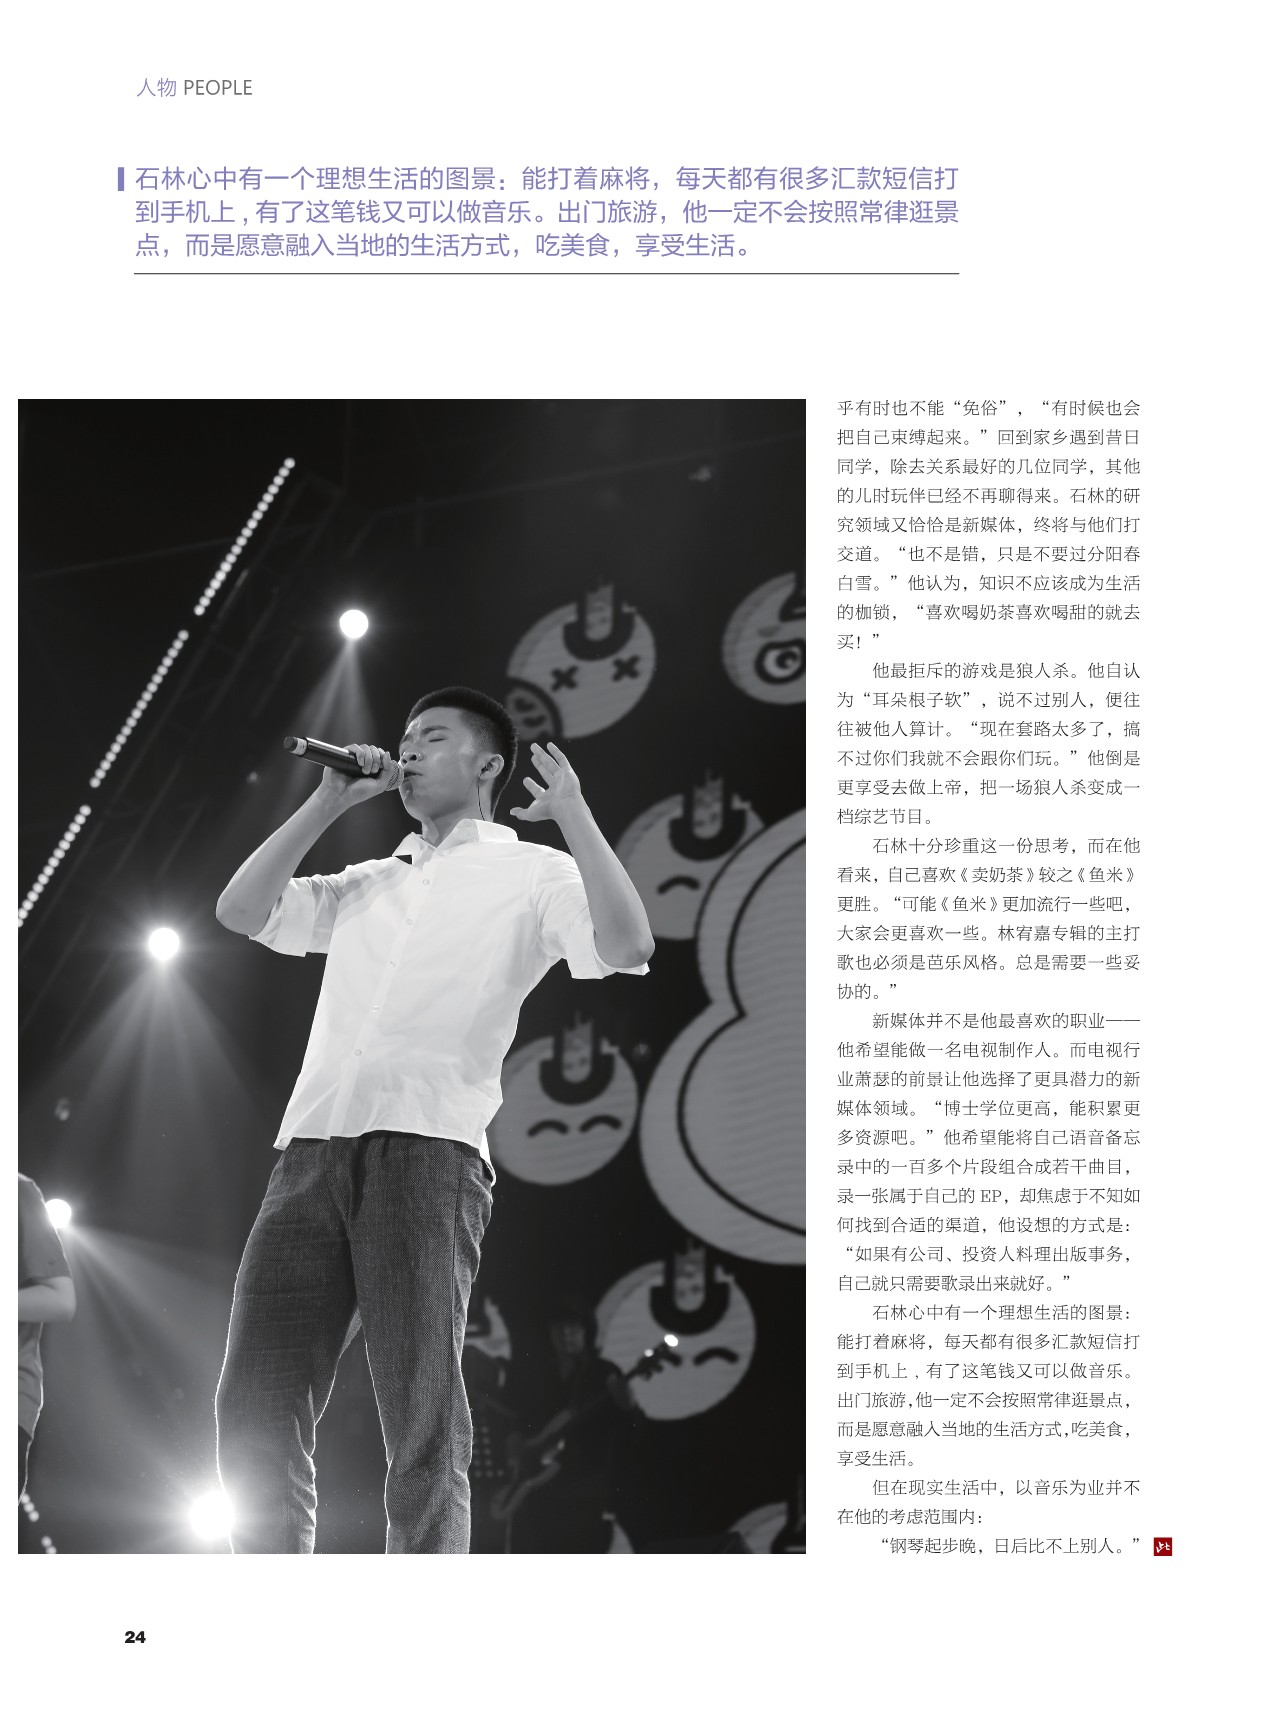 人物 PEOPLE
石林心中有一个理想生活的图景：能打着麻将，每天都有很多汇款短信打
到手机上 , 有了这笔钱又可以做音乐。出门旅游，他一定不会按照常律逛景
点，而是愿意融入当地的生活方式，吃美食，享受生活。
乎有时也不能“免俗”，“有时候也会
把自己束缚起来。”回到家乡遇到昔日
同学，除去关系最好的几位同学，其他
的儿时玩伴已经不再聊得来。石林的研
究领域又恰恰是新媒体，终将与他们打
交道。“也不是错，只是不要过分阳春
白雪。”他认为，知识不应该成为生活
的枷锁，“喜欢喝奶茶喜欢喝甜的就去
买！”
他最拒斥的游戏是狼人杀。他自认
为“耳朵根子软”，说不过别人，便往
往被他人算计。“现在套路太多了，搞
不过你们我就不会跟你们玩。”他倒是
更享受去做上帝，把一场狼人杀变成一
档综艺节目。
石林十分珍重这一份思考，而在他
看来，自己喜欢《卖奶茶》较之《鱼米》
更胜。“可能《鱼米》更加流行一些吧，
大家会更喜欢一些。林宥嘉专辑的主打
歌也必须是芭乐风格。总是需要一些妥
协的。”
新媒体并不是他最喜欢的职业——
他希望能做一名电视制作人。而电视行
业萧瑟的前景让他选择了更具潜力的新
媒体领域。“博士学位更高，能积累更
多资源吧。”他希望能将自己语音备忘
录中的一百多个片段组合成若干曲目，
录一张属于自己的 EP，却焦虑于不知如
何找到合适的渠道，他设想的方式是：
“如果有公司、投资人料理出版事务，
自己就只需要歌录出来就好。”
石林心中有一个理想生活的图景：
能打着麻将，每天都有很多汇款短信打
到手机上 , 有了这笔钱又可以做音乐。
出门旅游,他一定不会按照常律逛景点，
而是愿意融入当地的生活方式,吃美食，
享受生活。
但在现实生活中，以音乐为业并不
在他的考虑范围内：
“钢琴起步晚，日后比不上别人。”
24